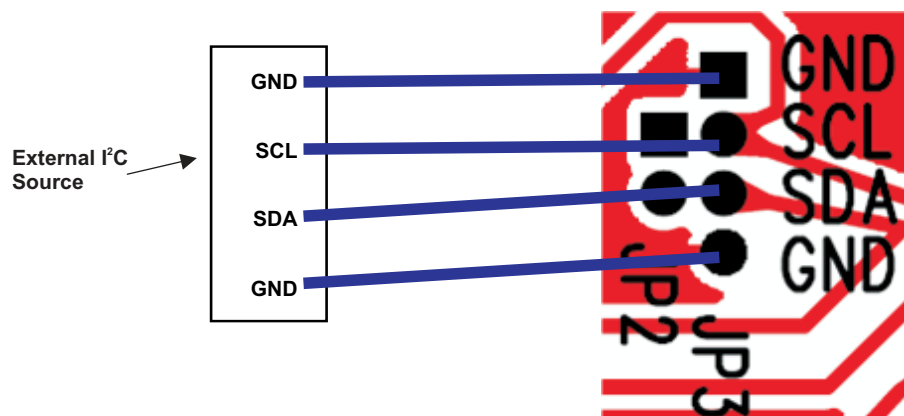 External I²C
Source
GND
SCL
SDA
GND
GND
SCL
SDA
GND
JP2
JP3